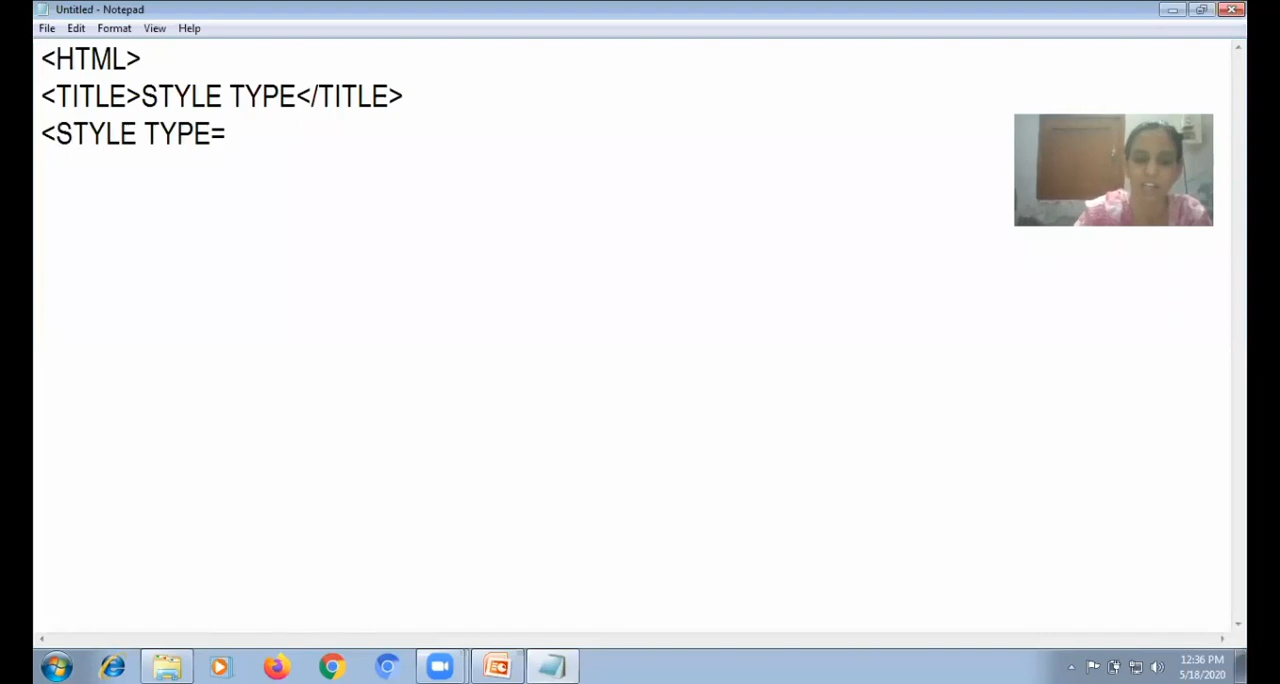 Untitled - Notepad
File Edit Format View Help
<HTML>
<TITLE>STYLE TYPE</TITLE>
<STYLE TYPE=
12:36 PM
5/18/2020